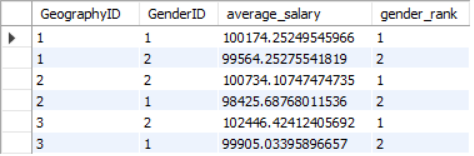 GeographyID GenderID average_salary gender_rank
1 1 100174.25249545966 1
1 2 99564.25275541819 2
2 2 100734.10747474735 1
2 1 98425.68768011536 2
3 2 102446.42412405692 1
3 1 99905.03395896657 2